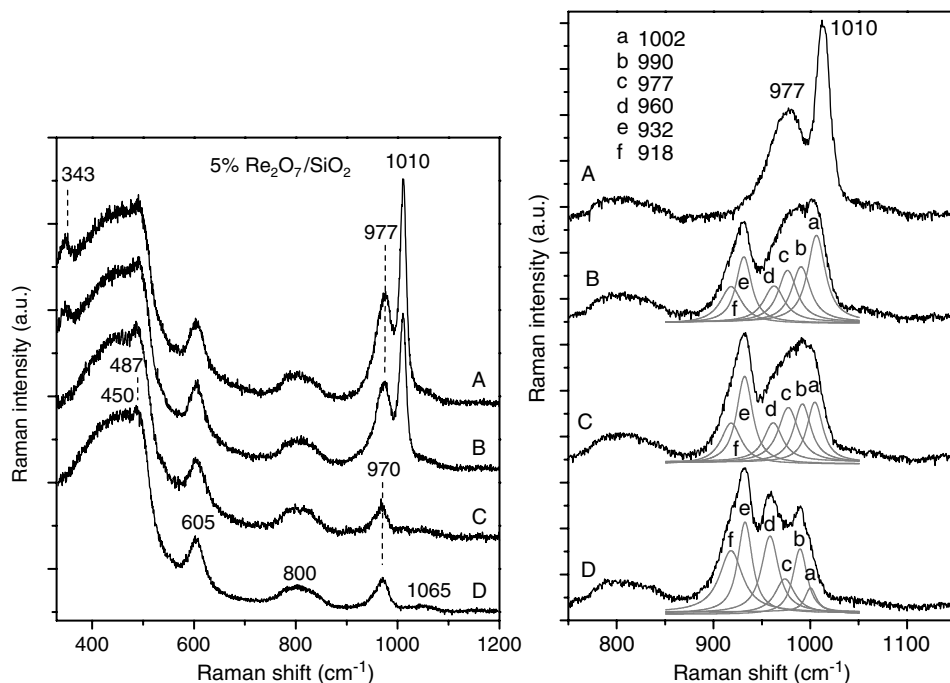 5% Re₂O₇/SiO₂
343
1010
977
A
B
487
450
970
C
605
800
1065
D
400 600 800 1000 1200
Raman shift (cm⁻¹)
Raman intensity (a.u.)
a 1002
b 990
c 977
d 960
e 932
f 918
1010
977
A
a
b
c
d
e
f
B
a
b
c
d
e
f
C
a
b
c
d
e
f
D
800 900 1000 1100
Raman shift (cm⁻¹)
Raman intensity (a.u.)